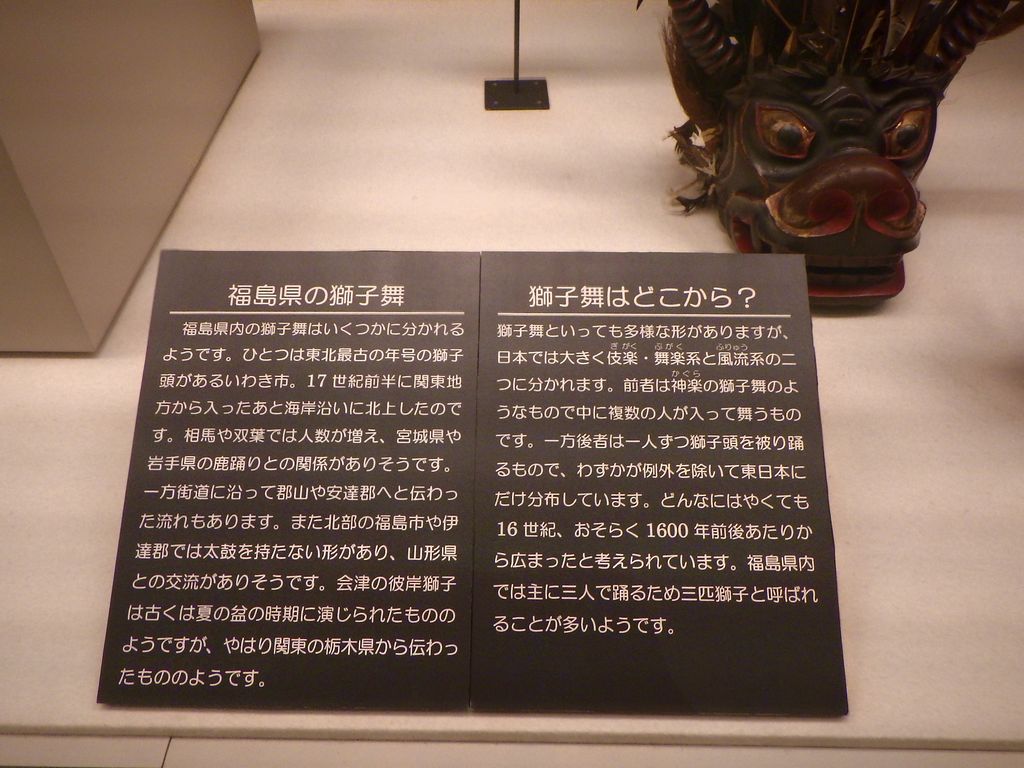 福島県の獅子舞
福島県内の獅子舞はいくつかに分かれる
ようです。ひとつは東北最古の年号の獅子
頭があるいわき市。17世紀前半に関東地
方から入ったあと海岸沿いに北上したので
す。相馬や双葉では人数が増え、宮城県や
岩手県の鹿踊りとの関係がありそうです。
一方街道に沿って郡山や安達郡へと伝わっ
た流れもあります。また北部の福島市や伊
達郡では太鼓を持たない形があり、山形県
との交流がありそうです。会津の彼岸獅子
は古くは夏の盆の時期に演じられたものの
ようですが、やはり関東の栃木県から伝わっ
たもののようです。
獅子舞はどこから？
獅子舞といっても多様な形がありますが、
ぎがく ぶがく ふりゅう
日本では大きく伎楽・舞楽系と風流系の二
かぐら
つに分かれます。前者は神楽の獅子舞のよ
うなもので中に複数の人が入って舞うもの
です。一方後者は一人ずつ獅子頭を被り踊
るもので、わずかが例外を除いて東日本に
だけ分布しています。どんなにはやくても
16世紀、おそらく1600年前後あたりか
ら広まったと考えられています。福島県内
では主に三人で踊るため三匹獅子と呼ばれ
ることが多いようです。